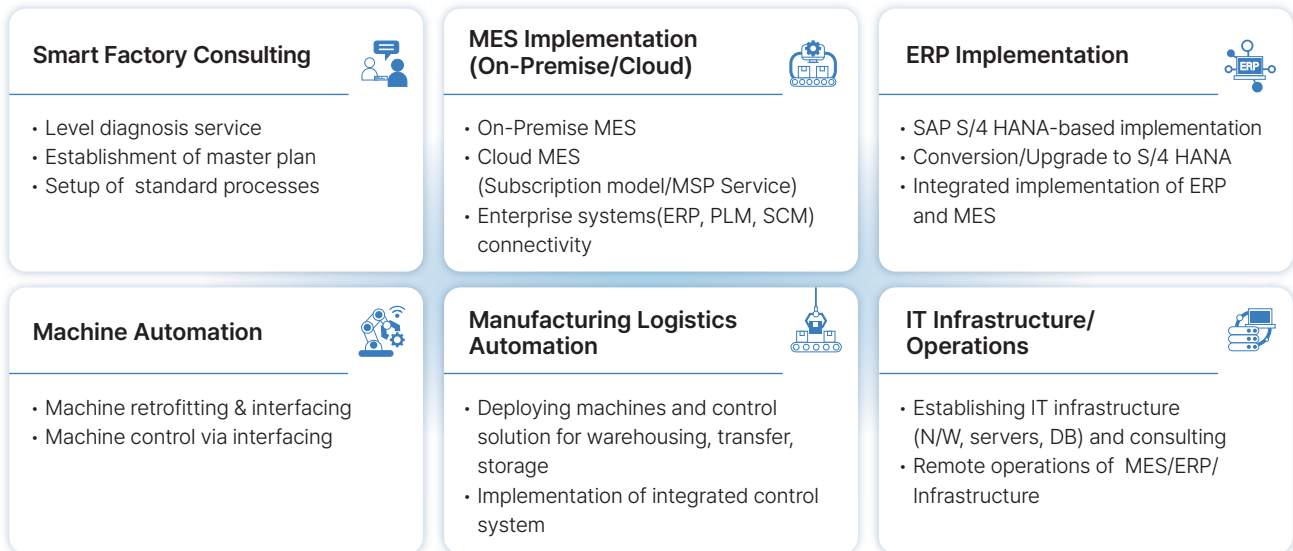 Smart Factory Consulting
• Level diagnosis service
• Establishment of master plan
• Setup of  standard processes
MES Implementation
(On-Premise/Cloud)
• On-Premise MES
• Cloud MES
(Subscription model/MSP Service)
• Enterprise systems(ERP, PLM, SCM)
connectivity
ERP Implementation
ERP
• SAP S/4 HANA-based implementation
• Conversion/Upgrade to S/4 HANA
• Integrated implementation of ERP
and MES
Machine Automation
• Machine retrofitting & interfacing
• Machine control via interfacing
Manufacturing Logistics
Automation
• Deploying machines and control
solution for warehousing, transfer,
storage
• Implementation of integrated control
system
IT Infrastructure/
Operations
• Establishing IT infrastructure
(N/W, servers, DB) and consulting
• Remote operations of  MES/ERP/
Infrastructure